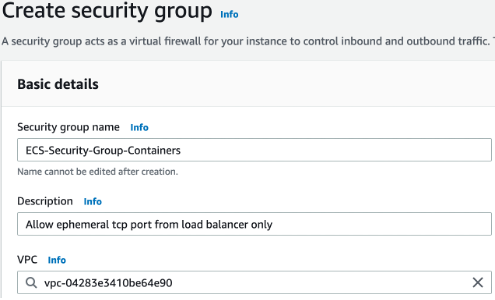 Create security group Info
A security group acts as a virtual firewall for your instance to control inbound and outbound traffic.
Basic details
Security group name Info
ECS-Security-Group-Containers
Name cannot be edited after creation.
Description Info
Allow ephemeral tcp port from load balancer only
VPC Info
vpc-04283e3410be64e90